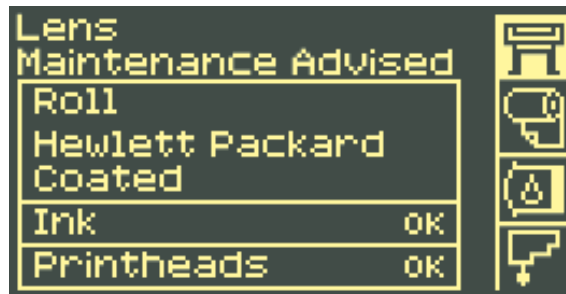 Lens
Maintenance Advised
Roll
Hewlett Packard
Coated
Ink OK
Printheads OK